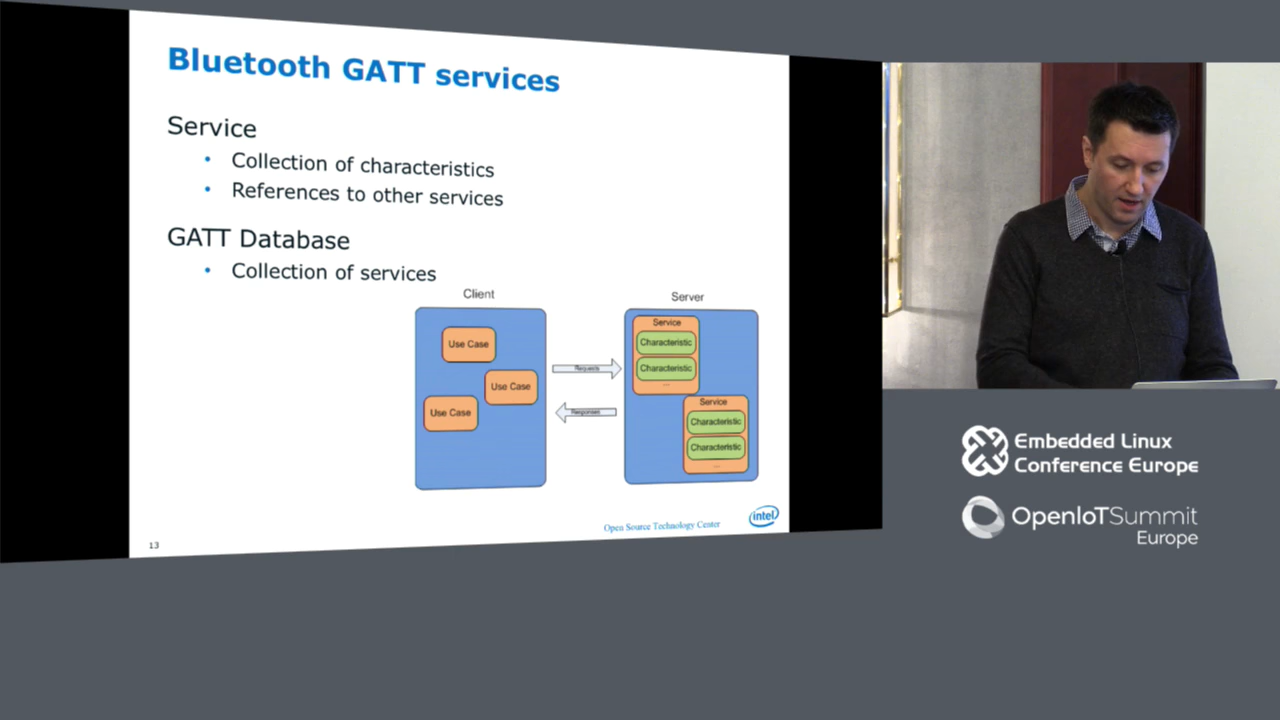 Bluetooth GATT services
Service
• Collection of characteristics
• References to other services
GATT Database
• Collection of services
Client
Server
Use Case
Use Case
Use Case
Requests
Responses
Service
Characteristic
Characteristic
...
Service
Characteristic
Characteristic
...
Open Source Technology Center
intel
13
Embedded Linux
Conference Europe
OpenIoTSummit
Europe